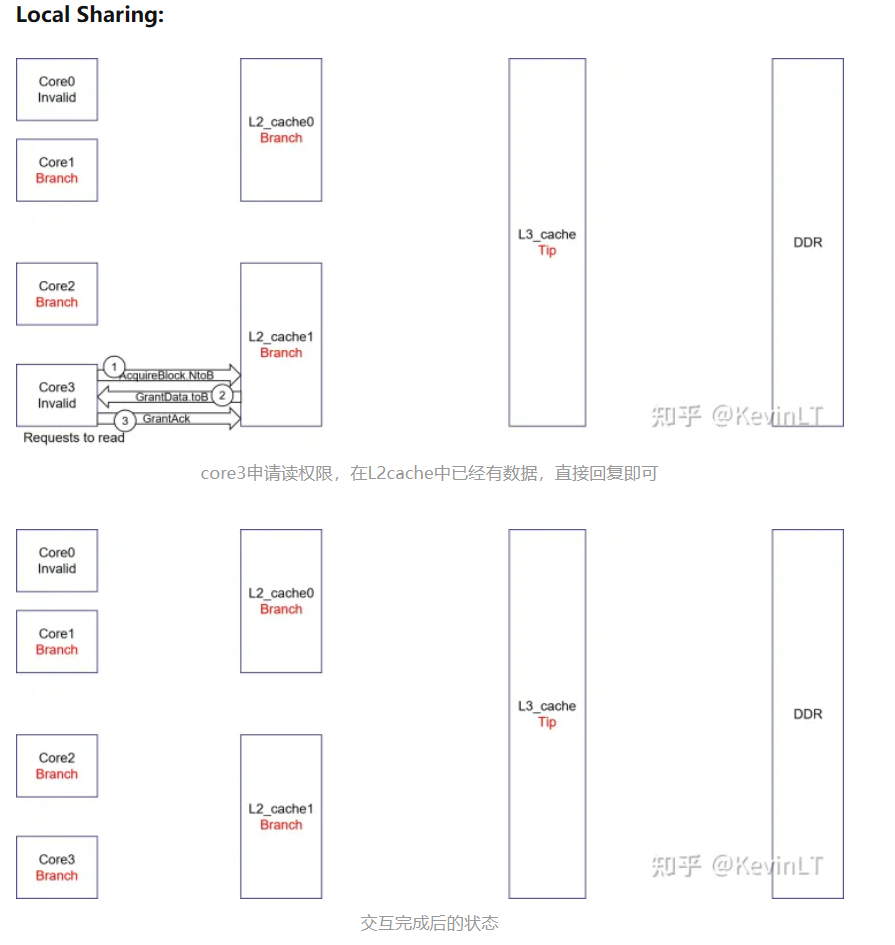 Local Sharing:
Core0
Invalid
Core1
Branch
L2_cache0
Branch
Core2
Branch
Core3
Invalid
Requests to read
1
AcquireBlock.NtoB
GrantData.toB
2
3
GrantAck
L2_cache1
Branch
L3_cache
Tip
DDR
知乎 @KevinLT
core3申请读权限，在L2cache中已经有数据，直接回复即可
Core0
Invalid
Core1
Branch
L2_cache0
Branch
Core2
Branch
Core3
Branch
L2_cache1
Branch
L3_cache
Tip
DDR
知乎 @KevinLT
交互完成后的状态